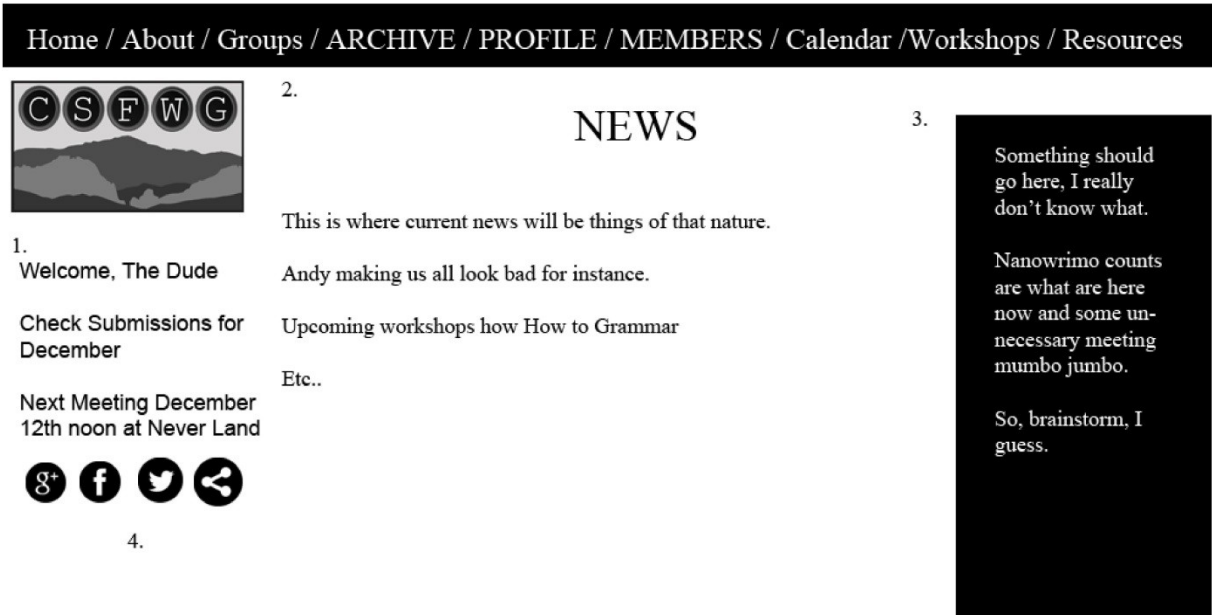 Home / About / Groups / ARCHIVE / PROFILE / MEMBERS / Calendar /Workshops / Resources
C S F W G
1.
Welcome, The Dude
Check Submissions for
December
Next Meeting December
12th noon at Never Land
g+ f
4.
2.
NEWS
This is where current news will be things of that nature.
Andy making us all look bad for instance.
Upcoming workshops how How to Grammar
Etc..
3.
Something should
go here, I really
don’t know what.
Nanowrimo counts
are what are here
now and some un-
necessary meeting
mumbo jumbo.
So, brainstorm, I
guess.